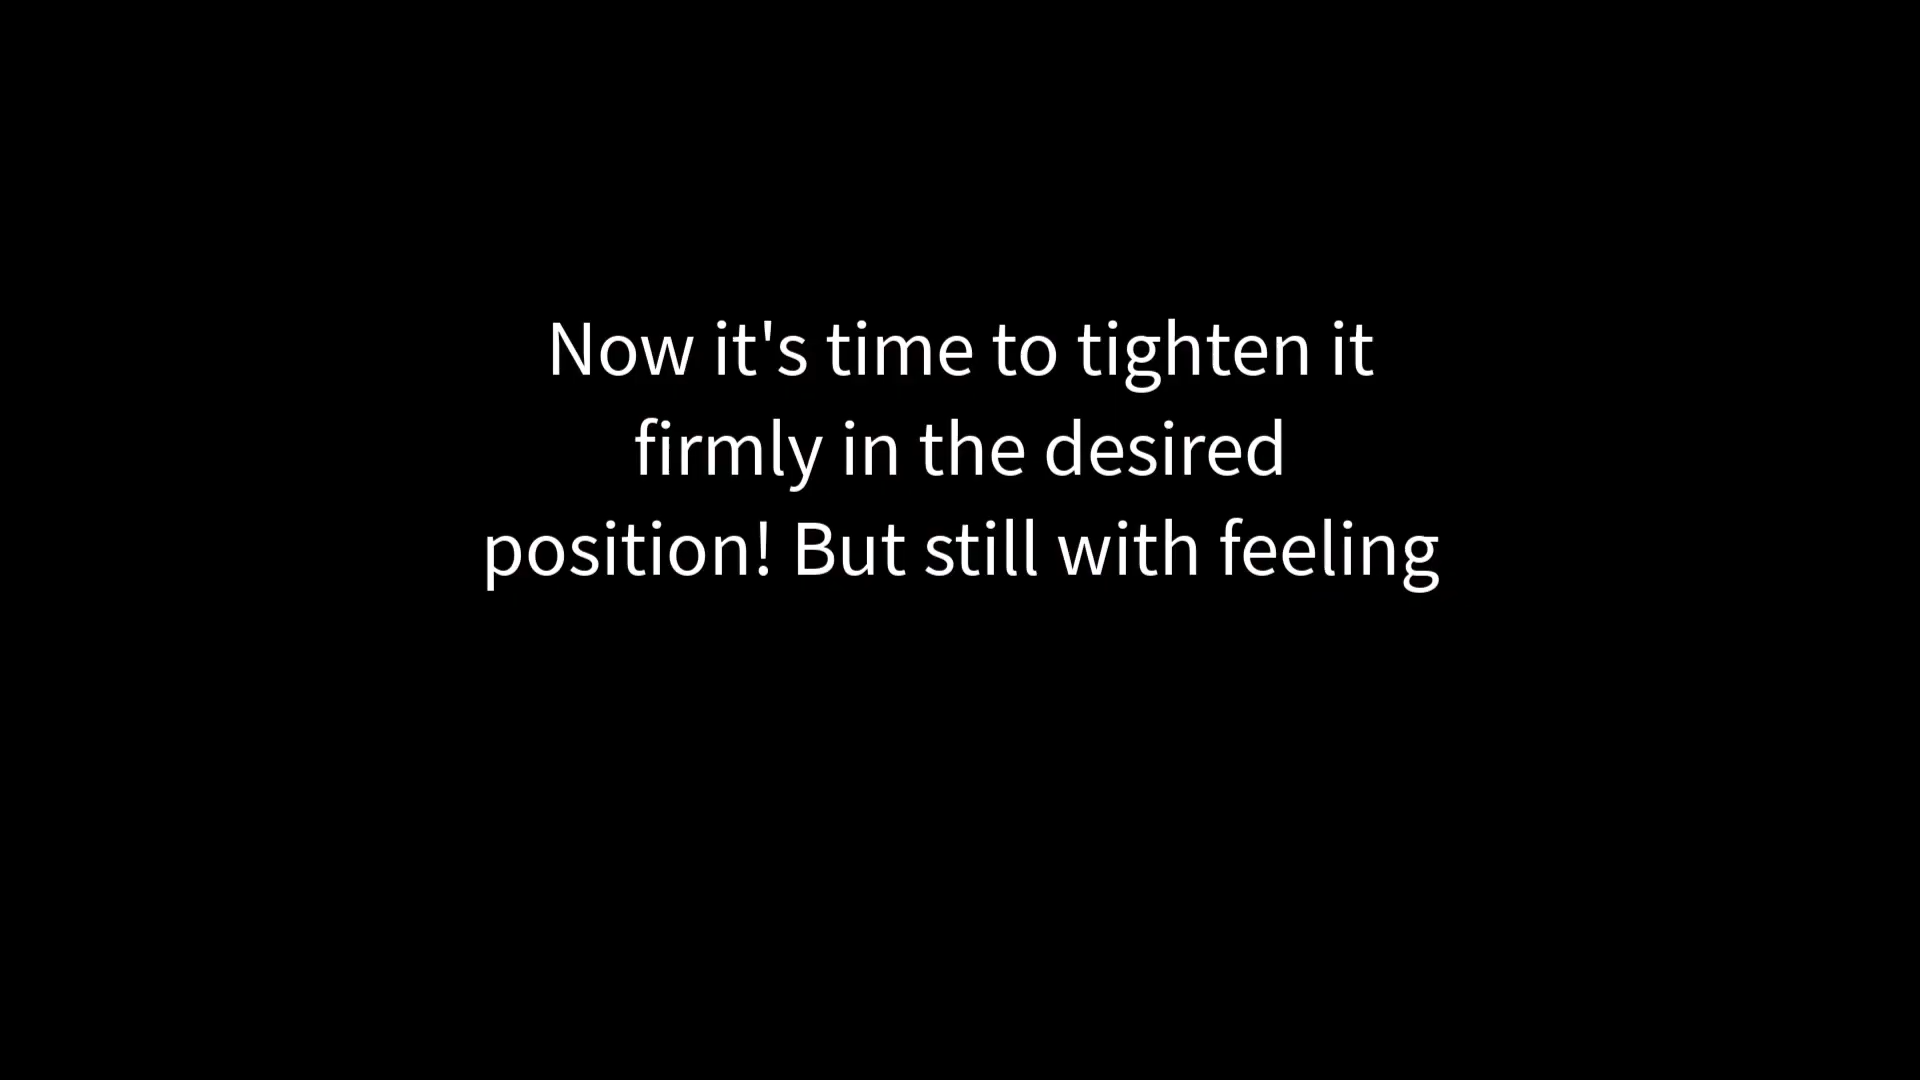 Now it's time to tighten it
firmly in the desired
position! But still with feeling